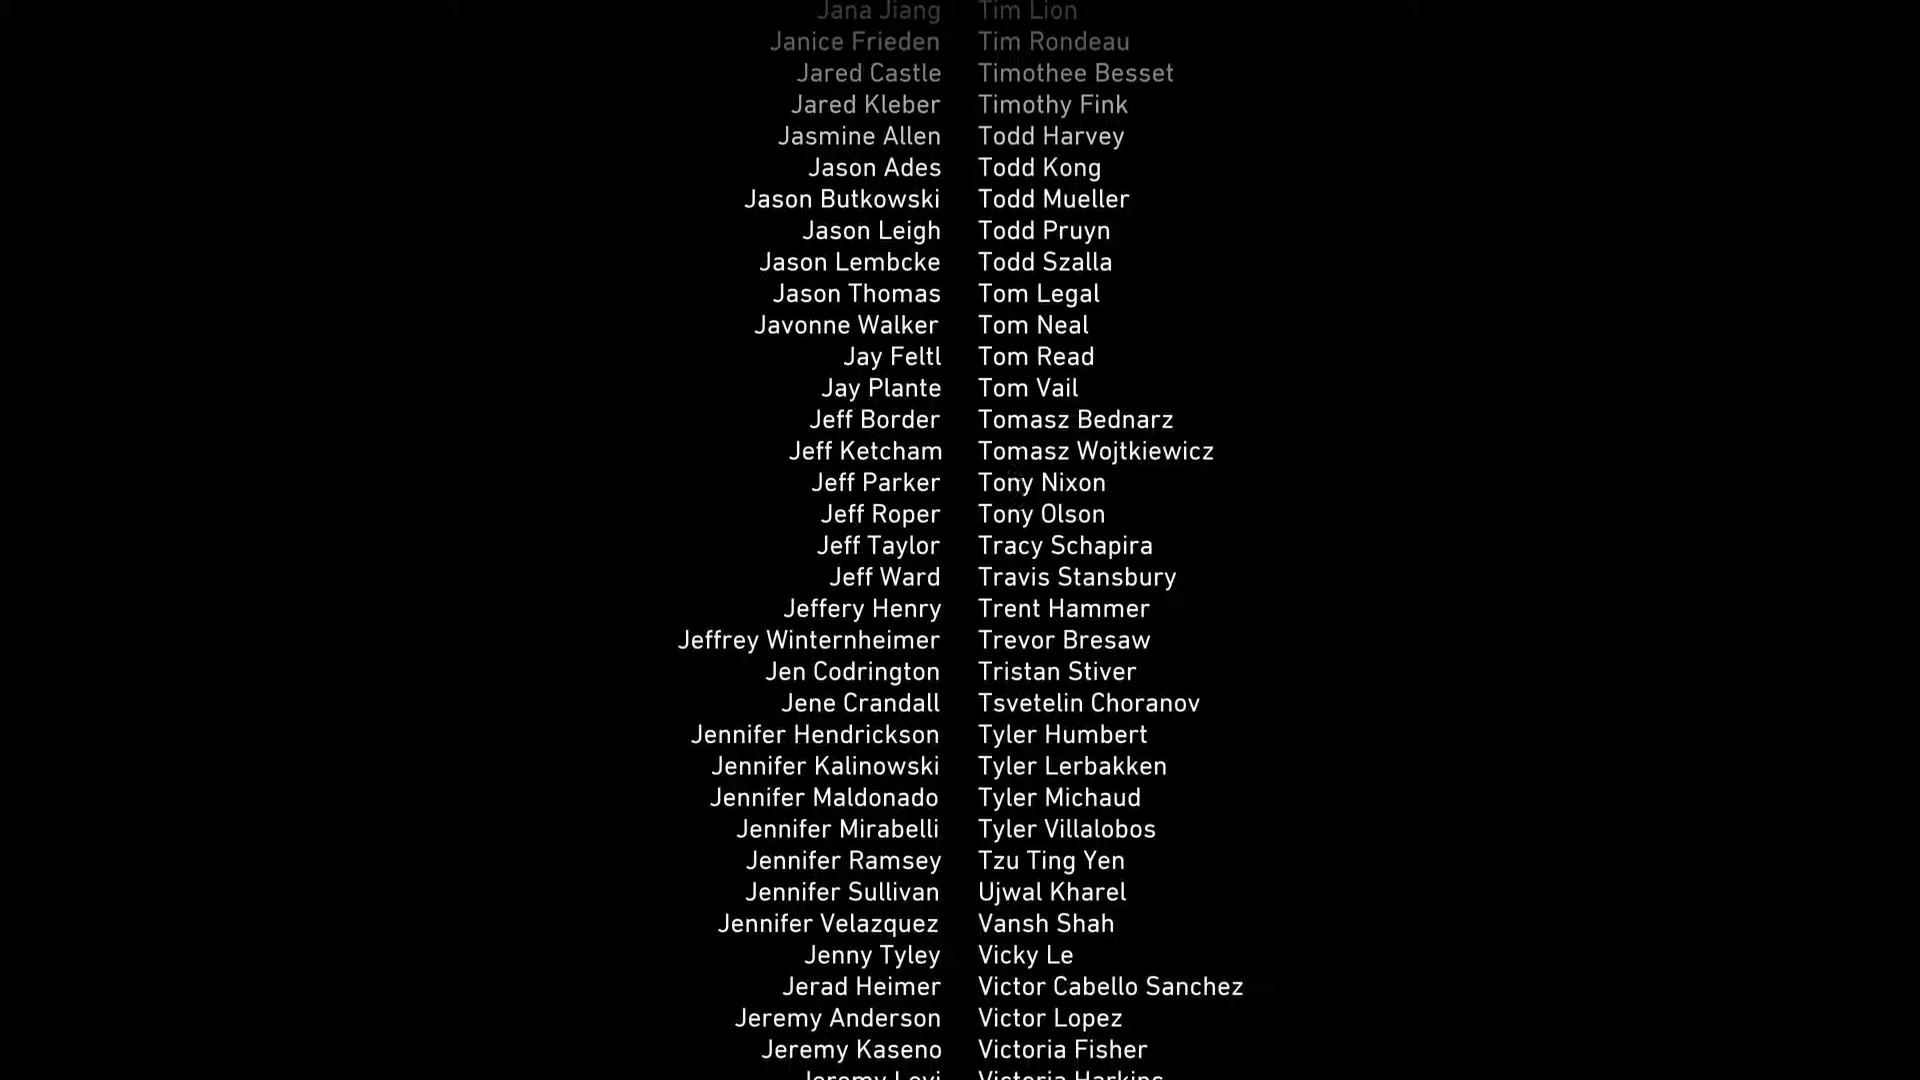 Jana Jiang Tim Lion
Janice Frieden Tim Rondeau
Jared Castle Timothee Besset
Jared Kleber Timothy Fink
Jasmine Allen Todd Harvey
Jason Ades Todd Kong
Jason Butkowski Todd Mueller
Jason Leigh Todd Pruyn
Jason Lembcke Todd Szalla
Jason Thomas Tom Legal
Javonne Walker Tom Neal
Jay Feltl Tom Read
Jay Plante Tom Vail
Jeff Border Tomasz Bednarz
Jeff Ketcham Tomasz Wojtkiewicz
Jeff Parker Tony Nixon
Jeff Roper Tony Olson
Jeff Taylor Tracy Schapira
Jeff Ward Travis Stansbury
Jeffery Henry Trent Hammer
Jeffrey Winternheimer Trevor Bresaw
Jen Codrington Tristan Stiver
Jene Crandall Tsvetelin Choranov
Jennifer Hendrickson Tyler Humbert
Jennifer Kalinowski Tyler Lerbakken
Jennifer Maldonado Tyler Michaud
Jennifer Mirabelli Tyler Villalobos
Jennifer Ramsey Tzu Ting Yen
Jennifer Sullivan Ujwal Kharel
Jennifer Velazquez Vansh Shah
Jenny Tyley Vicky Le
Jerad Heimer Victor Cabello Sanchez
Jeremy Anderson Victor Lopez
Jeremy Kaseno Victoria Fisher
Jeremy Levi Victoria Harkins